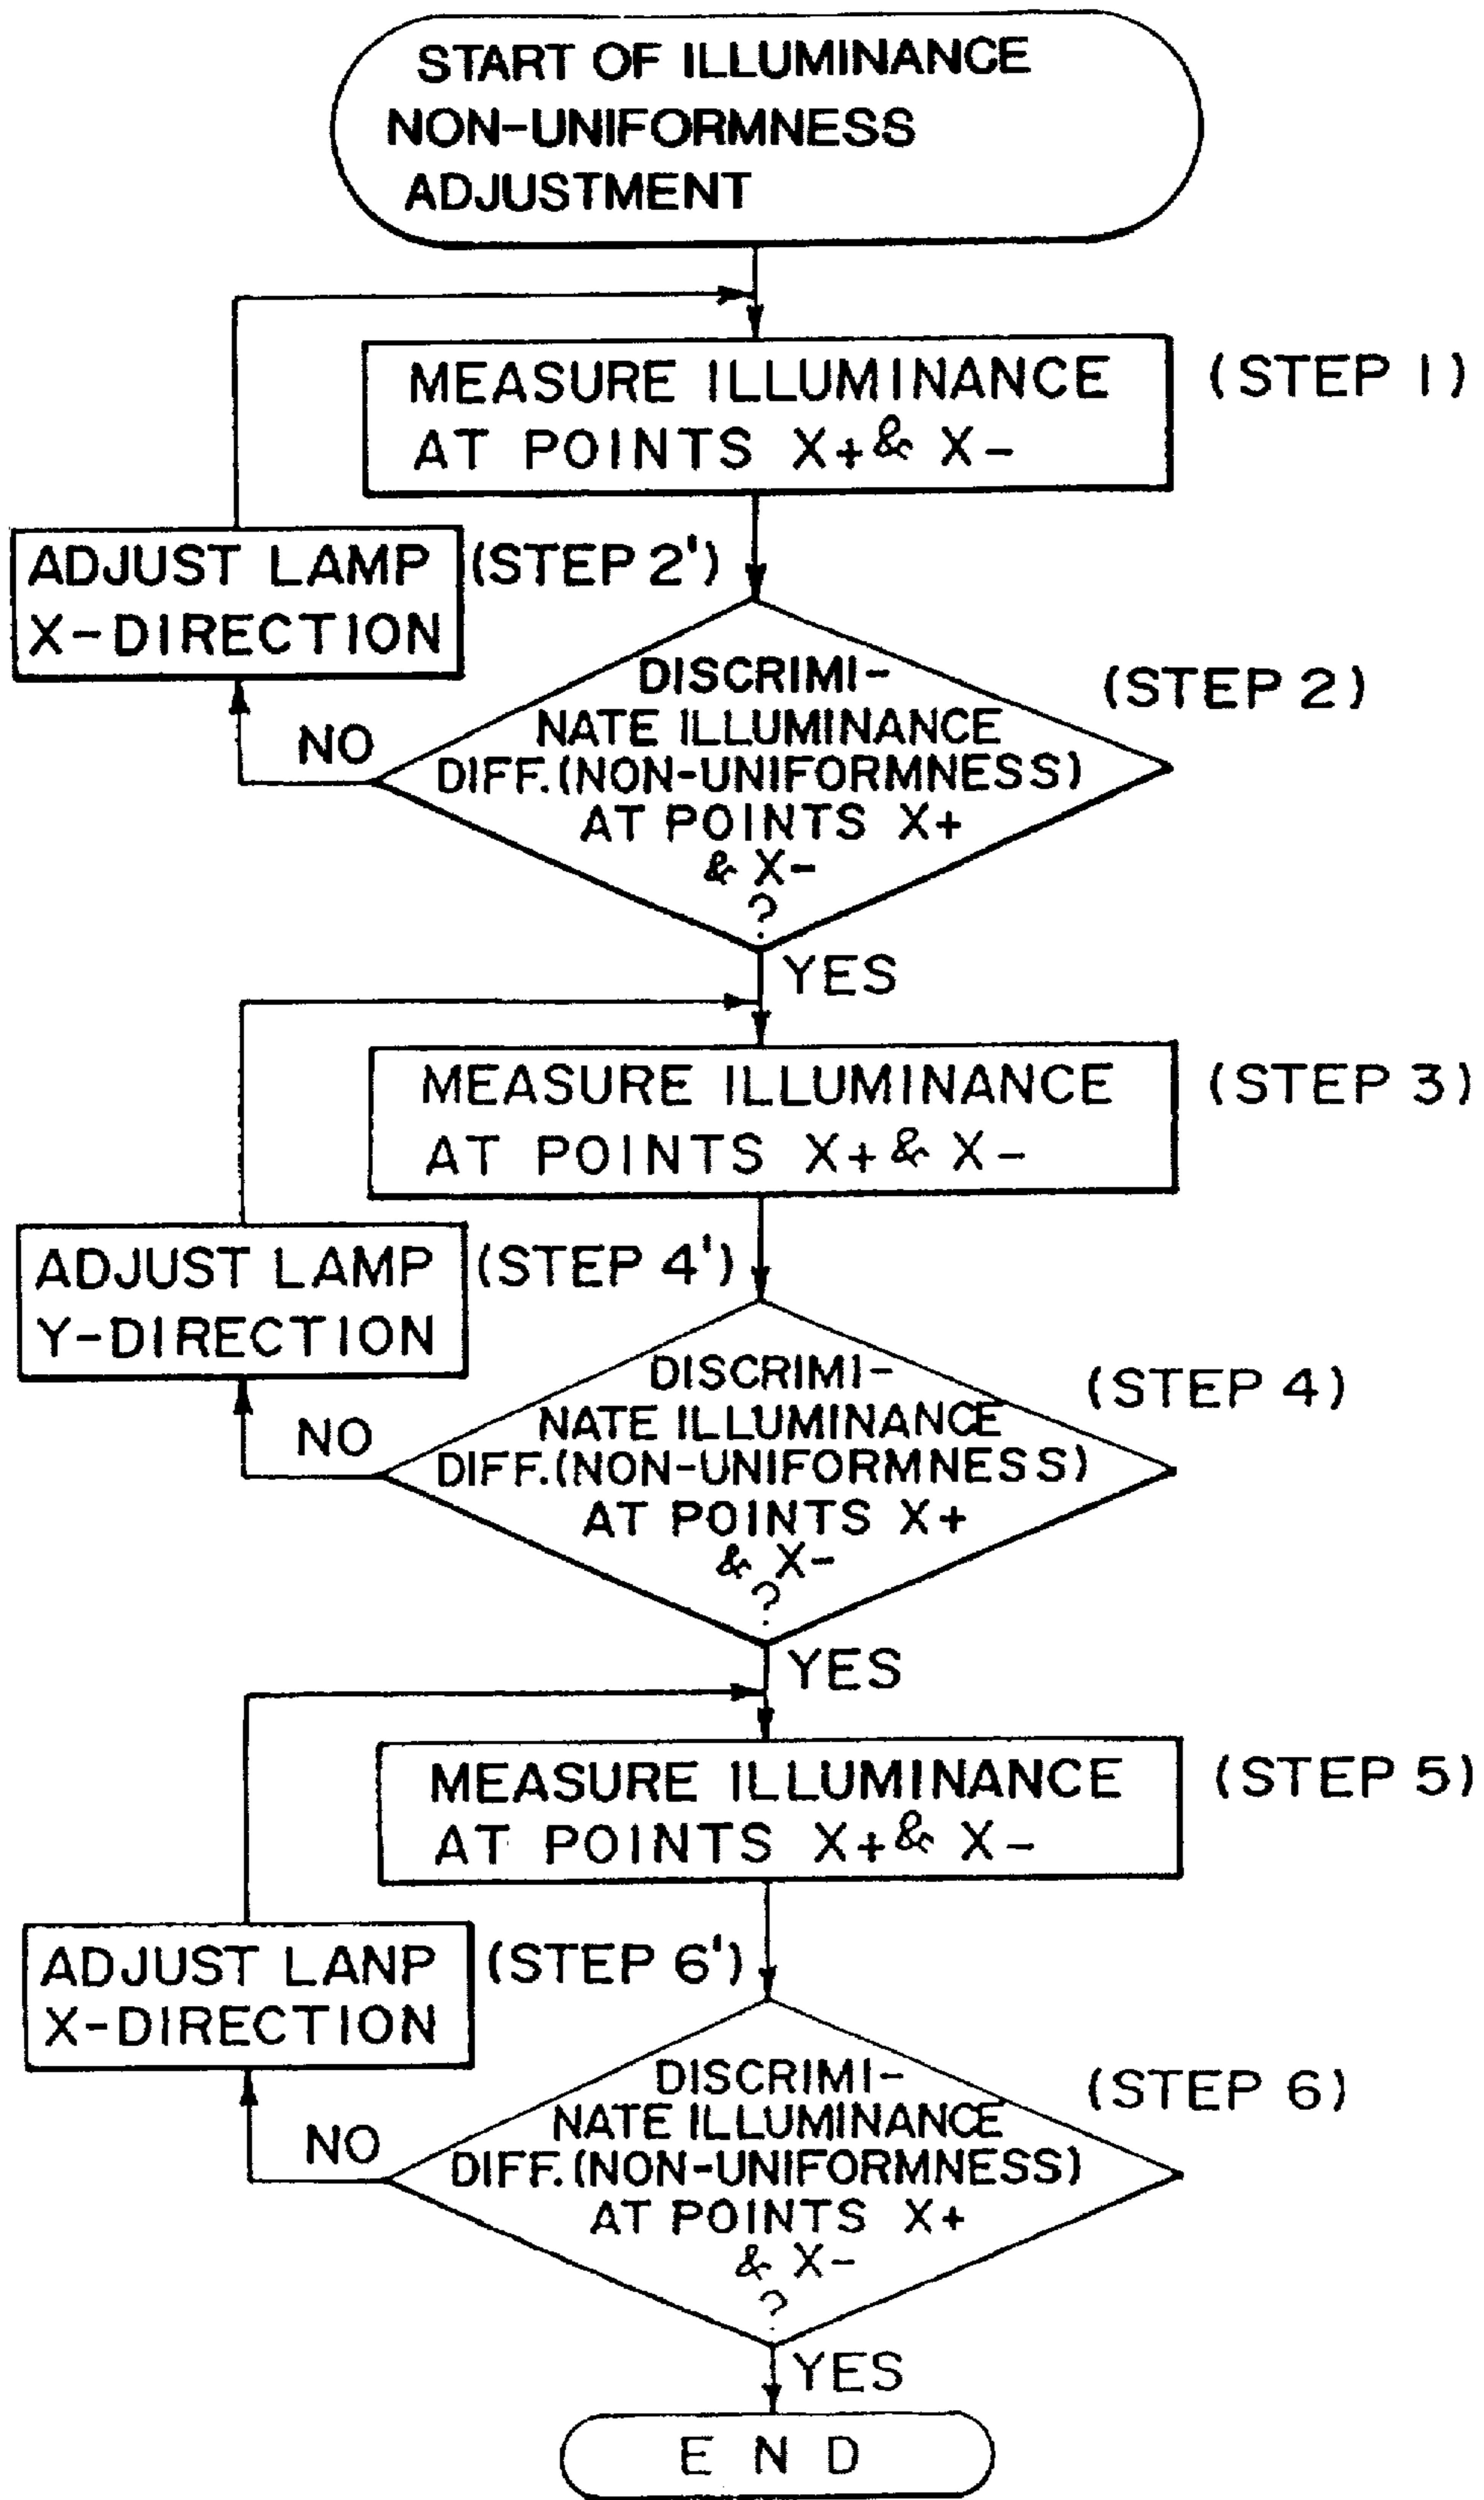 START OF ILLUMINANCE
NON-UNIFORMNESS
ADJUSTMENT
MEASURE ILLUMINANCE
AT POINTS X+& X-
(STEP 1)
ADJUST LAMP
X-DIRECTION
(STEP 2')
DISCRIMI-
NATE ILLUMINANCE
DIFF.(NON-UNIFORMNESS)
AT POINTS X+
& X-
?
(STEP 2)
NO
YES
MEASURE ILLUMINANCE
AT POINTS X+& X-
(STEP 3)
ADJUST LAMP
Y-DIRECTION
(STEP 4')
DISCRIMI-
NATE ILLUMINANCE
DIFF.(NON-UNIFORMNESS)
AT POINTS X+
& X-
?
(STEP 4)
NO
YES
MEASURE ILLUMINANCE
AT POINTS X+& X-
(STEP 5)
ADJUST LANP
X-DIRECTION
(STEP 6')
DISCRIMI-
NATE ILLUMINANCE
DIFF.(NON-UNIFORMNESS)
AT POINTS X+
& X-
?
(STEP 6)
NO
YES
END